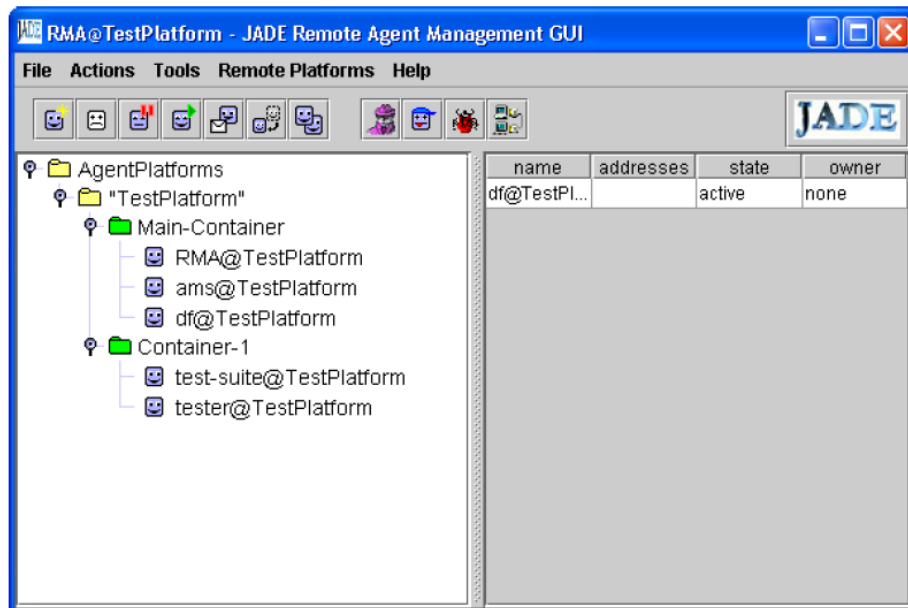 RMA@TestPlatform - JADE Remote Agent Management GUI
File Actions Tools Remote Platforms Help
JADE
AgentPlatforms
"TestPlatform"
Main-Container
RMA@TestPlatform
ams@TestPlatform
df@TestPlatform
Container-1
test-suite@TestPlatform
tester@TestPlatform
name addresses state owner
df@TestPl... active none